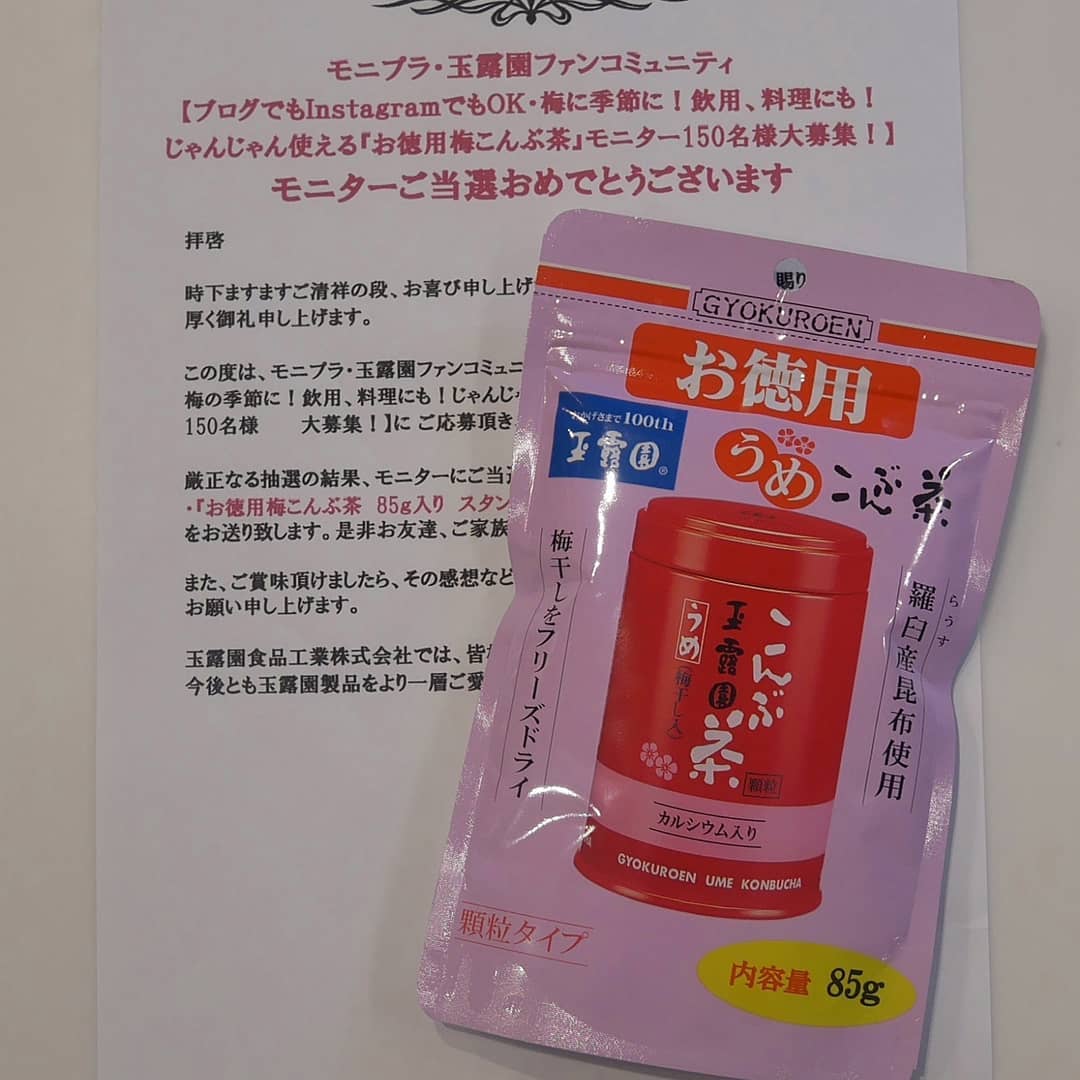 モニプラ・玉露園ファンコミュニティ
【ブログでもInstagramでもOK・梅に季節に！飲用、料理にも！
じゃんじゃん使える『お徳用梅こんぶ茶』モニター150名様大募集！】
モニターご当選おめでとうございます
拝啓
時下ますますご清祥の段、お喜び申し上げ
厚く御礼申し上げます。
この度は、モニプラ・玉露園ファンコミュニ
梅の季節に！飲用、料理にも！じゃんじ
150名様 大募集！】に ご応募頂き
厳正なる抽選の結果、モニターにご当選
・『お徳用梅こんぶ茶 85g入り スタン
をお送り致します。是非お友達、ご家族
また、ご賞味頂けましたら、その感想など
お願い申し上げます。
玉露園食品工業株式会社では、皆
今後とも玉露園製品をより一層ご愛
賜り
GYOKUROEN
お徳用
おかげさまで 100th
玉露園®
うめこんぶ茶
梅干しをフリーズドライ
らうす
羅臼産昆布使用
こんぶ茶
玉露園
うめ
（梅干し入）
顆粒
カルシウム入り
GYOKUROEN UME KONBUCHA
顆粒タイプ
内容量 85g